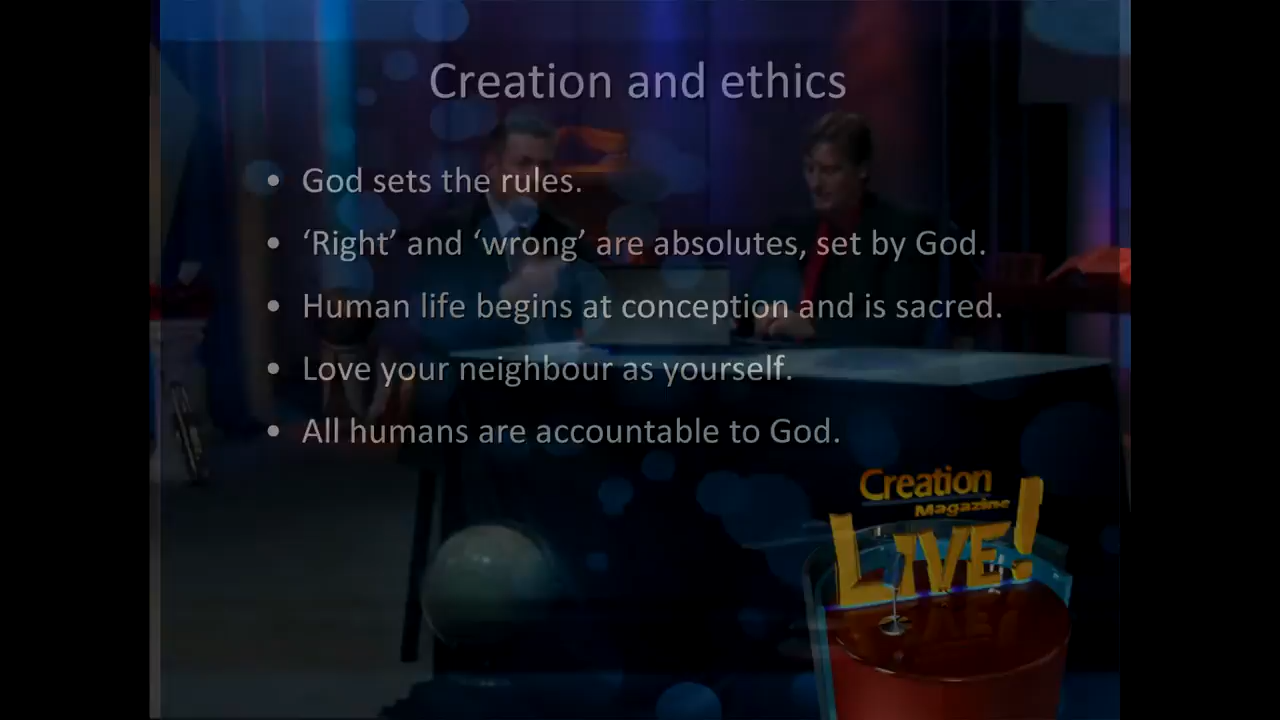 Creation and ethics
• God sets the rules.
• ‘Right’ and ‘wrong’ are absolutes, set by God.
• Human life begins at conception and is sacred.
• Love your neighbour as yourself.
• All humans are accountable to God.
Creation
Magazine
LIVE!